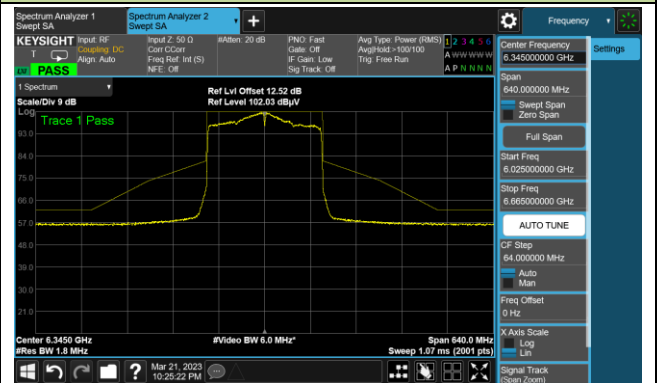 Spectrum Analyzer 1
Swept SA
Spectrum Analyzer 2
Swept SA
Frequency
KEYSIGHT
Input: RF
Coupling: DC
Align: Auto
Input Z: 50 Ω
Corr CCorr
Freq Ref: Int (S)
NFE: Off
#Atten: 20 dB
PNO: Fast
Gate: Off
IF Gain: Low
Sig Track: Off
Avg Type: Power (RMS)
Avg|Hold:>100/100
Trig: Free Run
1 2 3 4 5 6
A W W W W W
A P N N N N
T
LXI
PASS
1 Spectrum
Scale/Div 9 dB
Log
Ref Lvl Offset 12.52 dB
Ref Level 102.03 dBµV
Trace 1 Pass
93.0
84.0
75.0
66.0
57.0
48.0
39.0
30.0
21.0
Center 6.3450 GHz
#Res BW 1.8 MHz
#Video BW 6.0 MHz*
Span 640.0 MHz
Sweep 1.07 ms (2001 pts)
Mar 21, 2023
10:25:22 PM
Settings
Center Frequency
6.345000000 GHz
Span
640.000000 MHz
Swept Span
Zero Span
Full Span
Start Freq
6.025000000 GHz
Stop Freq
6.665000000 GHz
AUTO TUNE
CF Step
64.000000 MHz
Auto
Man
Freq Offset
0 Hz
X Axis Scale
Log
Lin
Signal Track
(Span Zoom)